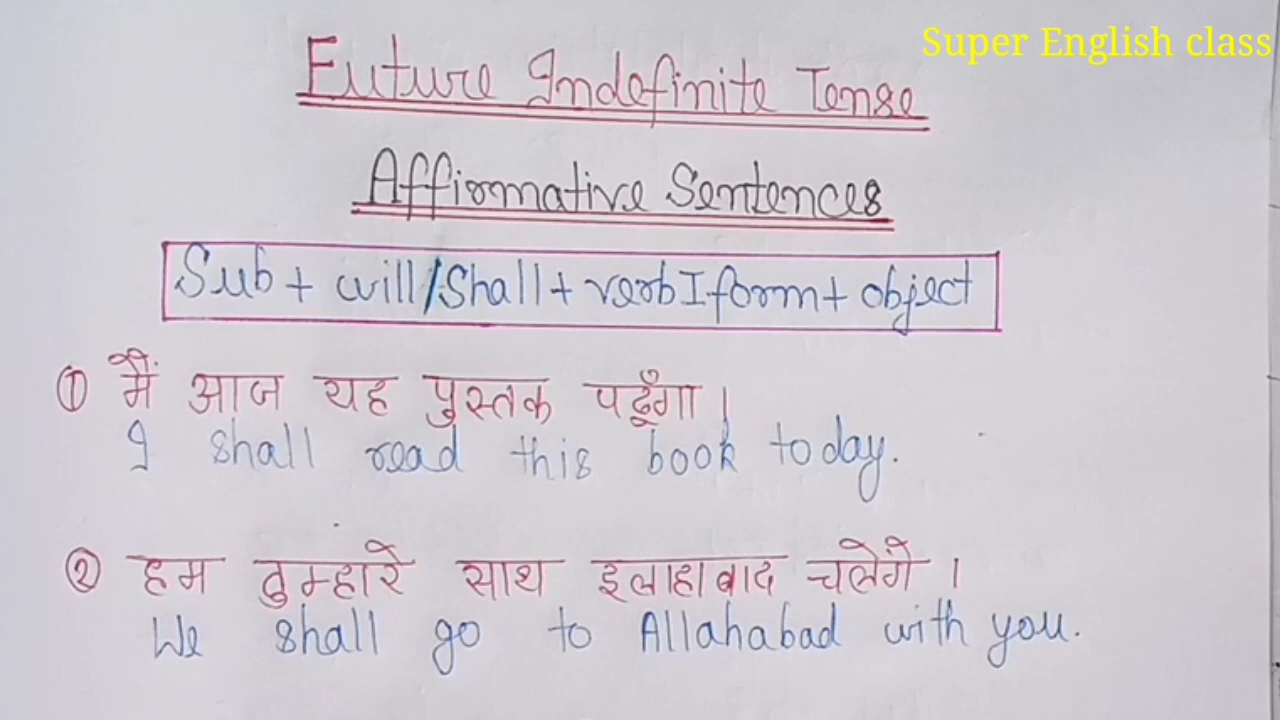 Super English class
Future Indefinite Tense
Affirmative Sentences
Sub + will/Shall + verb I form + object
① मैं आज यह पुस्तक पढूँगा।
I shall read this book today.
② हम तुम्हारे साथ इलाहाबाद चलेंगे।
We shall go to Allahabad with you.